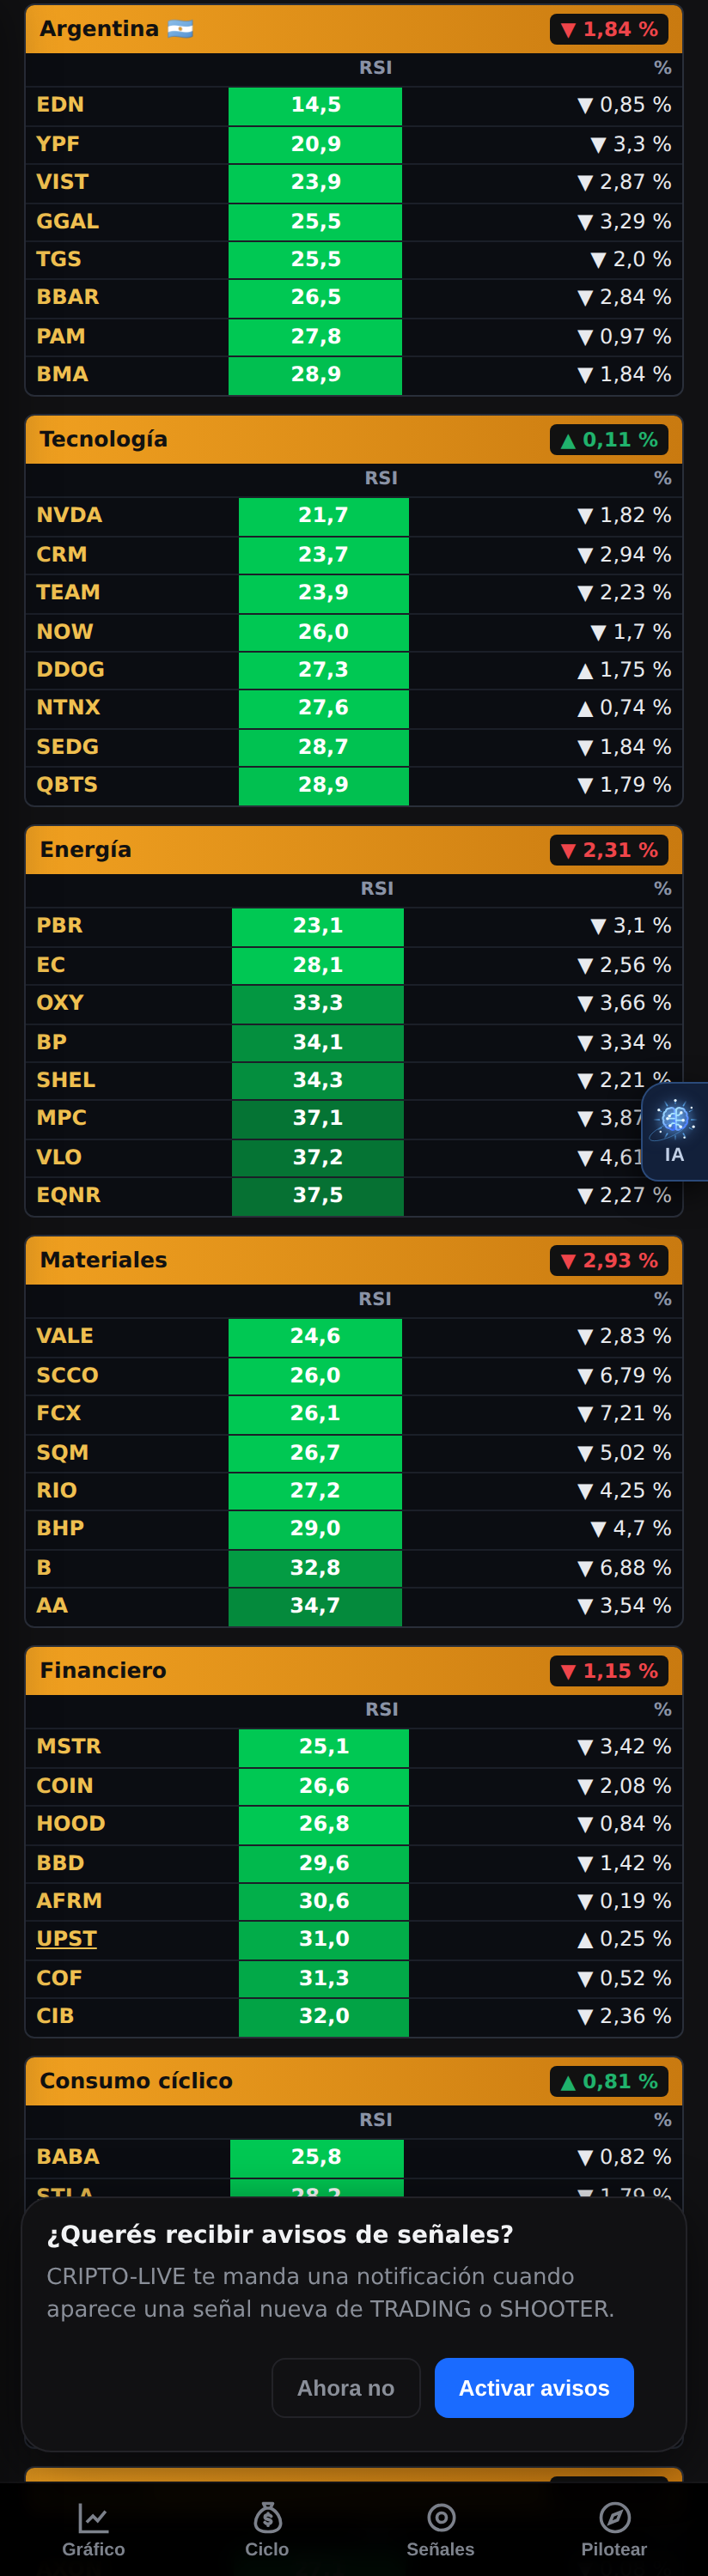 Argentina 🇦🇷 ▼ 1,84 %
RSI %
EDN 14,5 ▼ 0,85 %
YPF 20,9 ▼ 3,3 %
VIST 23,9 ▼ 2,87 %
GGAL 25,5 ▼ 3,29 %
TGS 25,5 ▼ 2,0 %
BBAR 26,5 ▼ 2,84 %
PAM 27,8 ▼ 0,97 %
BMA 28,9 ▼ 1,84 %
Tecnología ▲ 0,11 %
RSI %
NVDA 21,7 ▼ 1,82 %
CRM 23,7 ▼ 2,94 %
TEAM 23,9 ▼ 2,23 %
NOW 26,0 ▼ 1,7 %
DDOG 27,3 ▲ 1,75 %
NTNX 27,6 ▲ 0,74 %
SEDG 28,7 ▼ 1,84 %
QBTS 28,9 ▼ 1,79 %
Energía ▼ 2,31 %
RSI %
PBR 23,1 ▼ 3,1 %
EC 28,1 ▼ 2,56 %
OXY 33,3 ▼ 3,66 %
BP 34,1 ▼ 3,34 %
SHEL 34,3 ▼ 2,21 %
MPC 37,1 ▼ 3,87
IA
VLO 37,2 ▼ 4,61
EQNR 37,5 ▼ 2,27 %
Materiales ▼ 2,93 %
RSI %
VALE 24,6 ▼ 2,83 %
SCCO 26,0 ▼ 6,79 %
FCX 26,1 ▼ 7,21 %
SQM 26,7 ▼ 5,02 %
RIO 27,2 ▼ 4,25 %
BHP 29,0 ▼ 4,7 %
B 32,8 ▼ 6,88 %
AA 34,7 ▼ 3,54 %
Financiero ▼ 1,15 %
RSI %
MSTR 25,1 ▼ 3,42 %
COIN 26,6 ▼ 2,08 %
HOOD 26,8 ▼ 0,84 %
BBD 29,6 ▼ 1,42 %
AFRM 30,6 ▼ 0,19 %
UPST 31,0 ▲ 0,25 %
COF 31,3 ▼ 0,52 %
CIB 32,0 ▼ 2,36 %
Consumo cíclico ▲ 0,81 %
RSI %
BABA 25,8 ▼ 0,82 %
STLA 28,2 ▼ 1,79 %
¿Querés recibir avisos de señales?
CRIPTO-LIVE te manda una notificación cuando
aparece una señal nueva de TRADING o SHOOTER.
Ahora no Activar avisos
Gráfico Ciclo Señales Pilotear